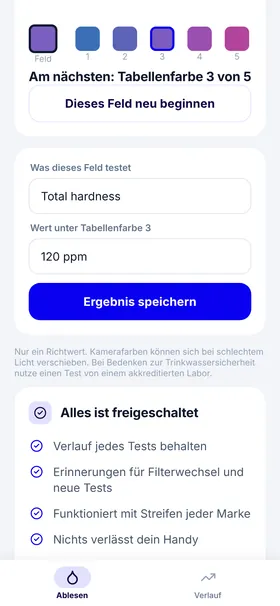 Feld 1 2 3 4 5
Am nächsten: Tabellenfarbe 3 von 5
Dieses Feld neu beginnen
Was dieses Feld testet
Total hardness
Wert unter Tabellenfarbe 3
120 ppm
Ergebnis speichern
Nur ein Richtwert. Kamerafarben können sich bei schlechtem
Licht verschieben. Bei Bedenken zur Trinkwassersicherheit
nutze einen Test von einem akkreditierten Labor.
Alles ist freigeschaltet
Verlauf jedes Tests behalten
Erinnerungen für Filterwechsel und
neue Tests
Funktioniert mit Streifen jeder Marke
Nichts verlässt dein Handy
Ablesen Verlauf